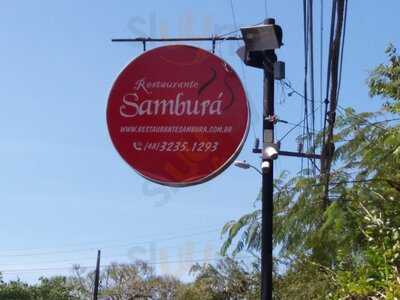 Restaurante
Samburá
WWW.RESTAURANTESAMBURA.COM.BR
(48)3235.1293